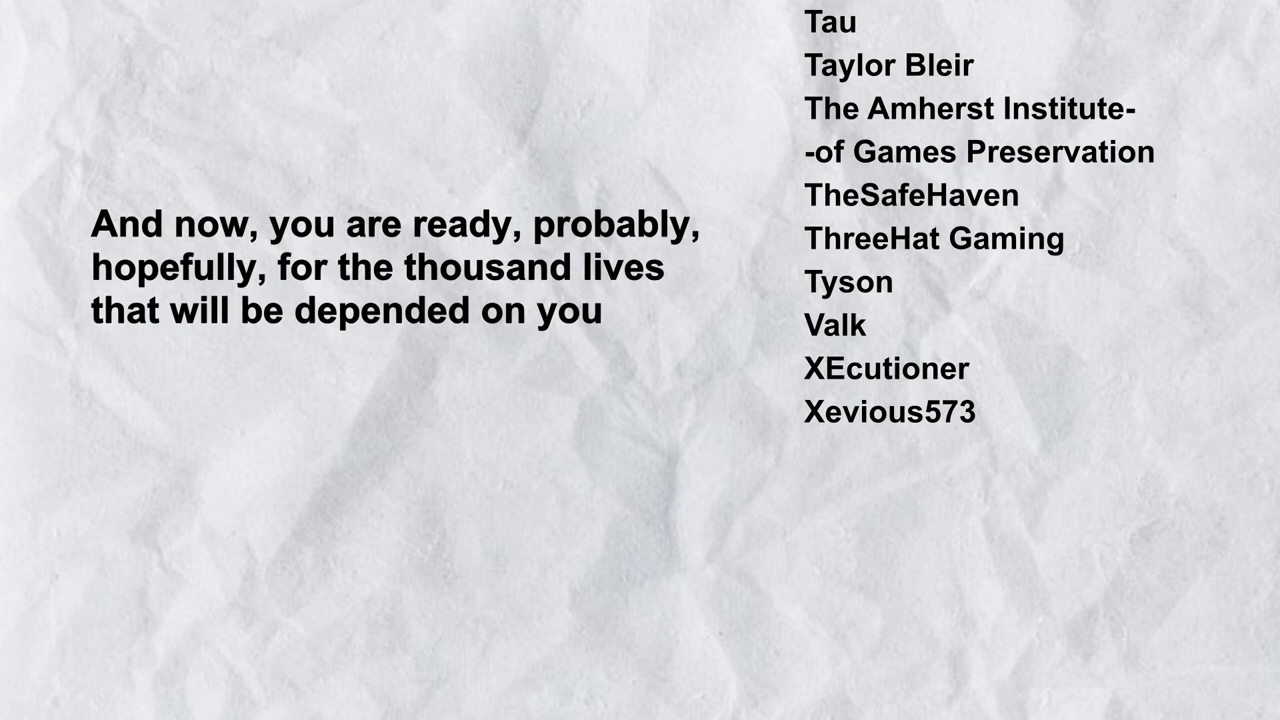 And now, you are ready, probably,
hopefully, for the thousand lives
that will be depended on you
Tau
Taylor Bleir
The Amherst Institute-
-of Games Preservation
TheSafeHaven
ThreeHat Gaming
Tyson
Valk
XEcutioner
Xevious573